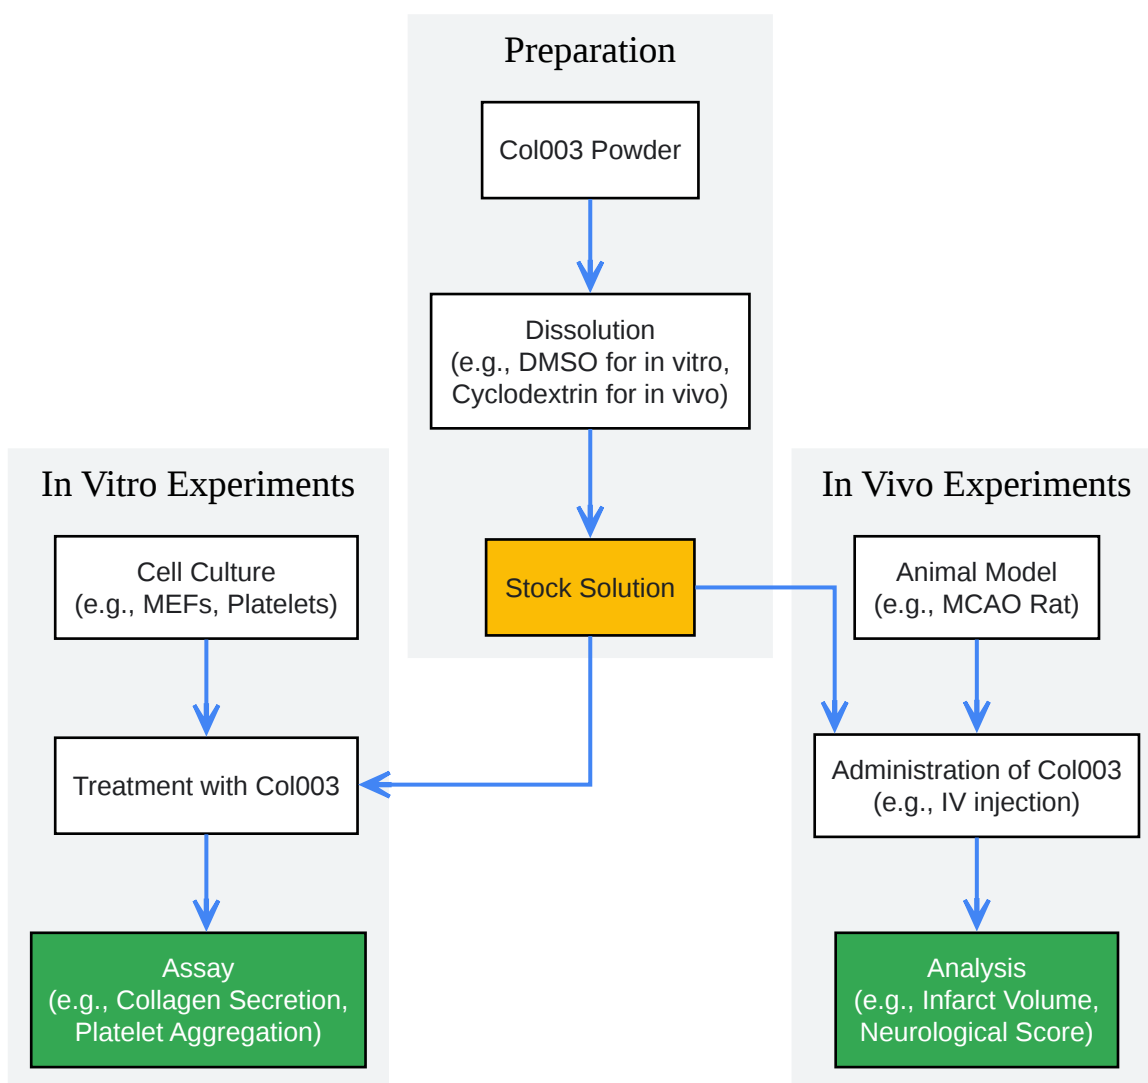 Preparation
Col003 Powder
Dissolution
(e.g., DMSO for in vitro,
Cyclodextrin for in vivo)
Stock Solution
In Vitro Experiments
Cell Culture
(e.g., MEFs, Platelets)
Treatment with Col003
Assay
(e.g., Collagen Secretion,
Platelet Aggregation)
In Vivo Experiments
Animal Model
(e.g., MCAO Rat)
Administration of Col003
(e.g., IV injection)
Analysis
(e.g., Infarct Volume,
Neurological Score)